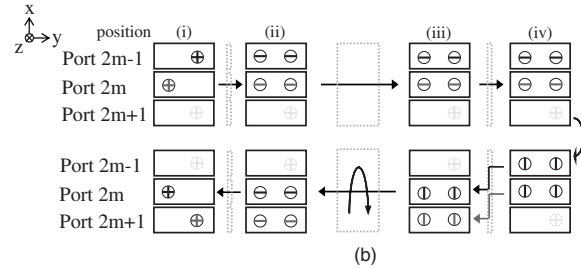 x
y
z
position (i) (ii) (iii) (iv)
Port 2m-1
Port 2m
Port 2m+1
Port 2m-1
Port 2m
Port 2m+1
(b)